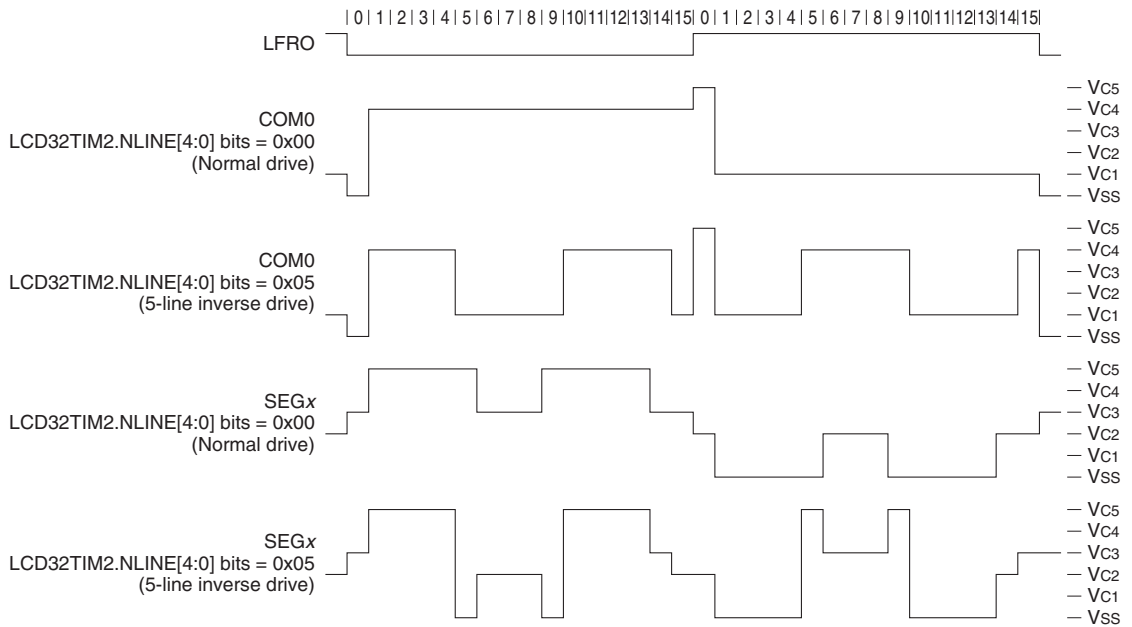 | 0 | 1 | 2 | 3 | 4 | 5 | 6 | 7 | 8 | 9 |10|11|12|13|14|15| 0 | 1 | 2 | 3 | 4 | 5 | 6 | 7 | 8 | 9 |10|11|12|13|14|15|
LFRO
COM0
LCD32TIM2.NLINE[4:0] bits = 0x00
(Normal drive)
VC5
VC4
VC3
VC2
VC1
VSS
COM0
LCD32TIM2.NLINE[4:0] bits = 0x05
(5-line inverse drive)
VC5
VC4
VC3
VC2
VC1
VSS
SEGx
LCD32TIM2.NLINE[4:0] bits = 0x00
(Normal drive)
VC5
VC4
VC3
VC2
VC1
VSS
SEGx
LCD32TIM2.NLINE[4:0] bits = 0x05
(5-line inverse drive)
VC5
VC4
VC3
VC2
VC1
VSS